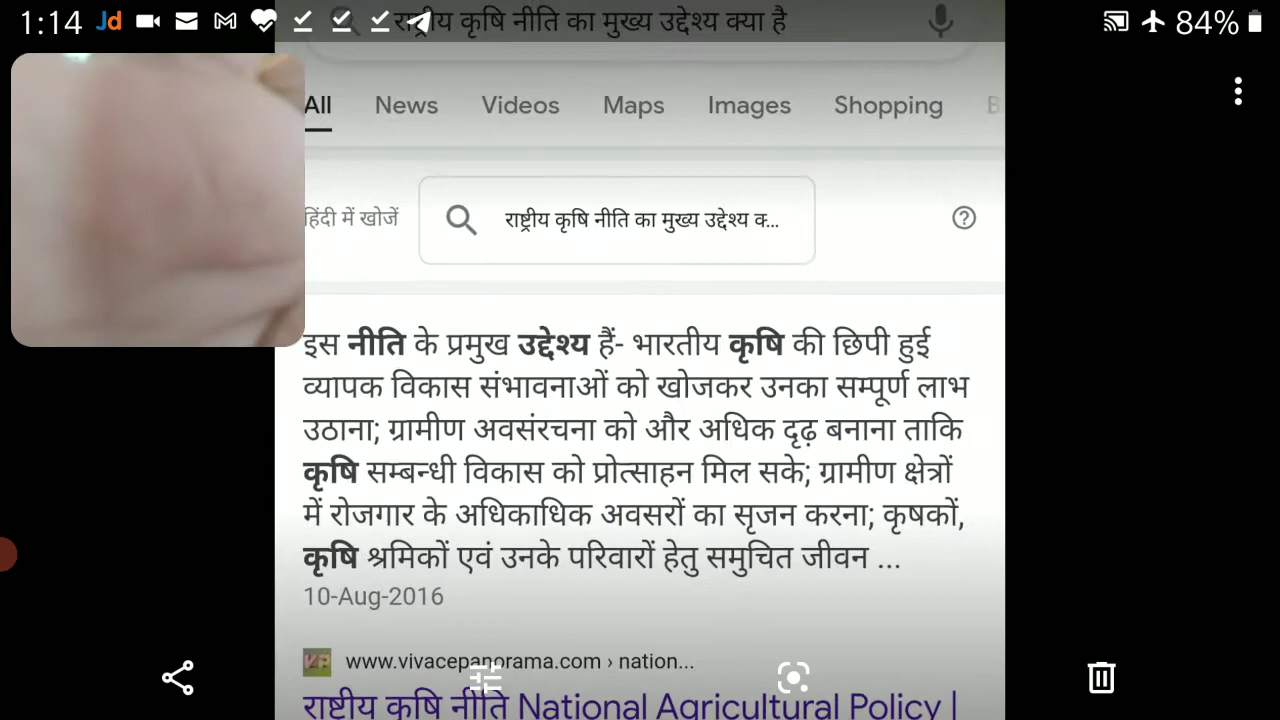 1:14 Jd 84%
राष्ट्रीय कृषि नीति का मुख्य उद्देश्य क्या है
All News Videos Maps Images Shopping B
हिंदी में खोजें राष्ट्रीय कृषि नीति का मुख्य उद्देश्य क...
इस नीति के प्रमुख उद्देश्य हैं- भारतीय कृषि की छिपी हुई
व्यापक विकास संभावनाओं को खोजकर उनका सम्पूर्ण लाभ
उठाना; ग्रामीण अवसंरचना को और अधिक दृढ़ बनाना ताकि
कृषि सम्बन्धी विकास को प्रोत्साहन मिल सके; ग्रामीण क्षेत्रों
में रोजगार के अधिकाधिक अवसरों का सृजन करना; कृषकों,
कृषि श्रमिकों एवं उनके परिवारों हेतु समुचित जीवन ...
10-Aug-2016
VP www.vivacepanorama.com › nation...
राष्ट्रीय कृषि नीति National Agricultural Policy |